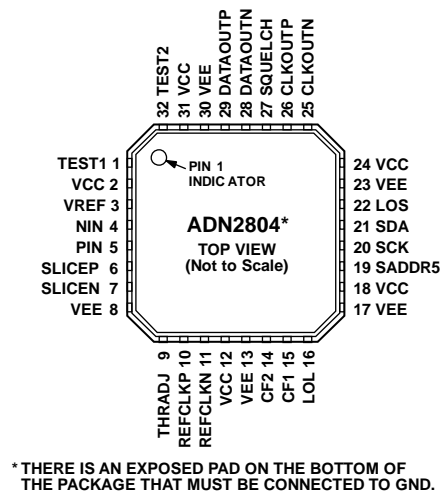 32 TEST2
31 VCC
30 VEE
29 DATAOUTP
28 DATAOUTN
27 SQUELCH
26 CLKOUTP
25 CLKOUTN
TEST1 1
VCC 2
VREF 3
NIN 4
PIN 5
SLICEP 6
SLICEN 7
VEE 8
PIN 1
INDIC ATOR
ADN2804*
TOP VIEW
(Not to Scale)
24 VCC
23 VEE
22 LOS
21 SDA
20 SCK
19 SADDR5
18 VCC
17 VEE
THRADJ 9
REFCLKP 10
REFCLKN 11
VCC 12
VEE 13
CF2 14
CF1 15
LOL 16
* THERE IS AN EXPOSED PAD ON THE BOTTOM OF
THE PACKAGE THAT MUST BE CONNECTED TO GND.